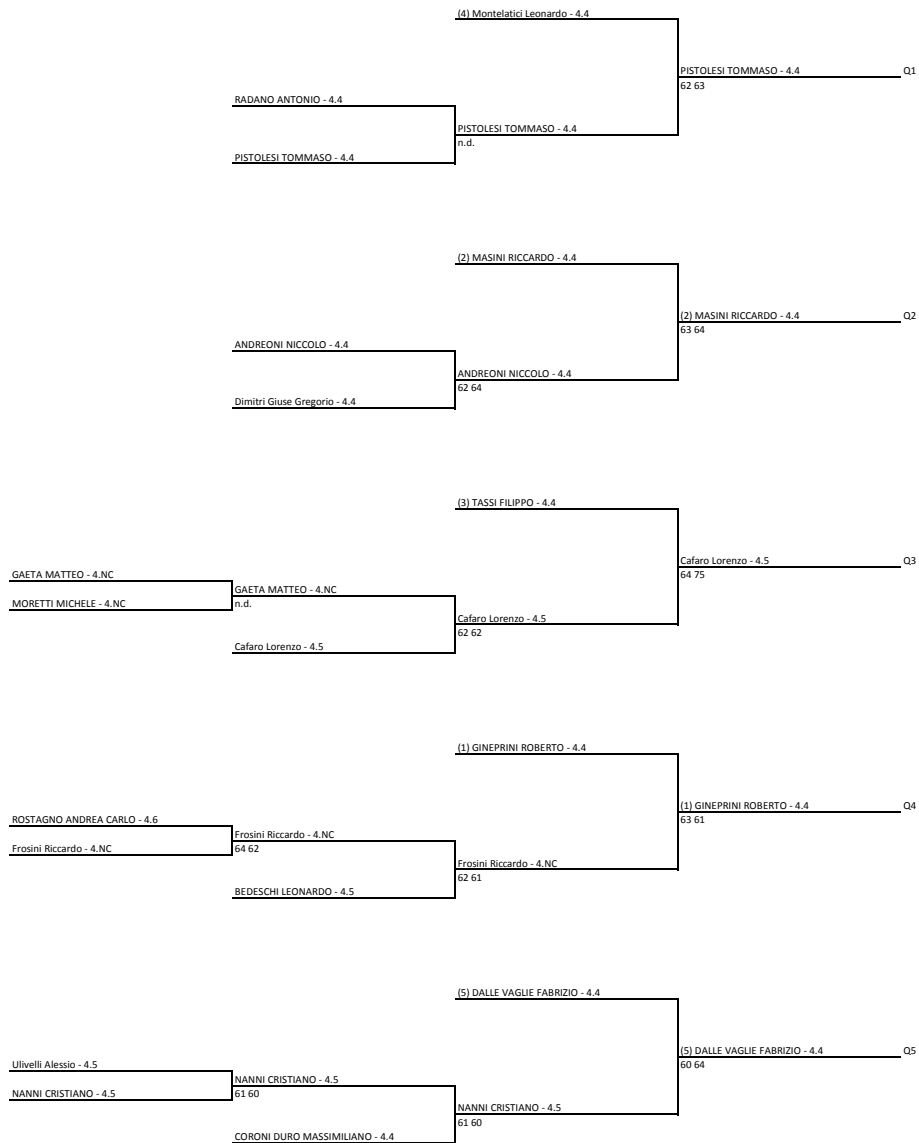 (4) Montelatici Leonardo - 4.4
PISTOLESI TOMMASO - 4.4 Q1
62 63
RADANO ANTONIO - 4.4
PISTOLESI TOMMASO - 4.4
n.d.
PISTOLESI TOMMASO - 4.4
(2) MASINI RICCARDO - 4.4
(2) MASINI RICCARDO - 4.4 Q2
63 64
ANDREONI NICCOLO - 4.4
ANDREONI NICCOLO - 4.4
62 64
Dimitri Giuse Gregorio - 4.4
(3) TASSI FILIPPO - 4.4
Cafaro Lorenzo - 4.5 Q3
64 75
GAETA MATTEO - 4.NC
GAETA MATTEO - 4.NC
n.d.
MORETTI MICHELE - 4.NC
Cafaro Lorenzo - 4.5
62 62
Cafaro Lorenzo - 4.5
(1) GINEPRINI ROBERTO - 4.4
(1) GINEPRINI ROBERTO - 4.4 Q4
63 61
ROSTAGNO ANDREA CARLO - 4.6
Frosini Riccardo - 4.NC
64 62
Frosini Riccardo - 4.NC
Frosini Riccardo - 4.NC
62 61
BEDESCHI LEONARDO - 4.5
(5) DALLE VAGLIE FABRIZIO - 4.4
(5) DALLE VAGLIE FABRIZIO - 4.4 Q5
60 64
Ulivelli Alessio - 4.5
NANNI CRISTIANO - 4.5
61 60
NANNI CRISTIANO - 4.5
NANNI CRISTIANO - 4.5
61 60
CORONI DURO MASSIMILIANO - 4.4